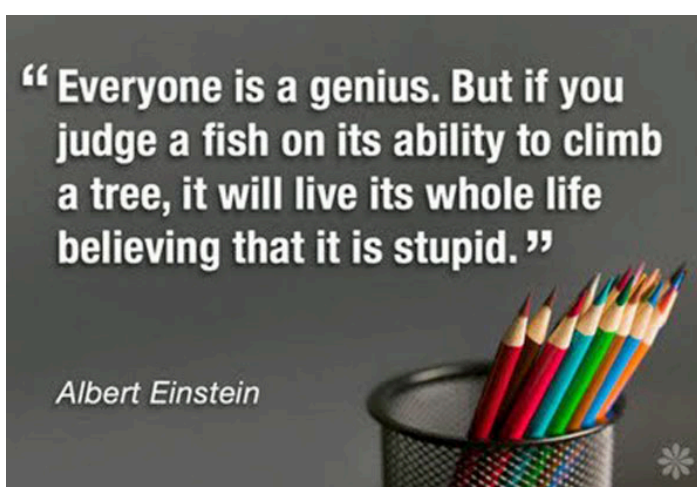 “ Everyone is a genius. But if you
judge a fish on its ability to climb
a tree, it will live its whole life
believing that it is stupid. ”
Albert Einstein